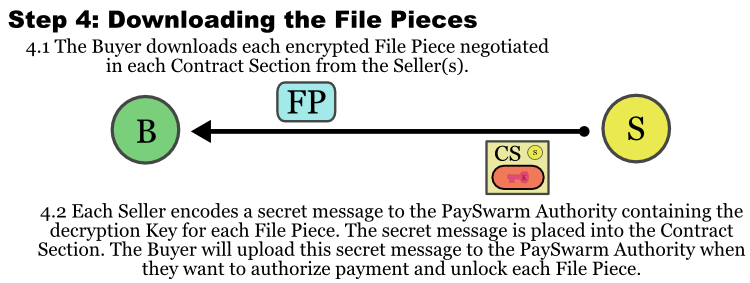 Step 4: Downloading the File Pieces
4.1 The Buyer downloads each encrypted File Piece negotiated
in each Contract Section from the Seller(s).
FP
B
S
CS s
K
4.2 Each Seller encodes a secret message to the PaySwarm Authority containing the
decryption Key for each File Piece. The secret message is placed into the Contract
Section. The Buyer will upload this secret message to the PaySwarm Authority when
they want to authorize payment and unlock each File Piece.